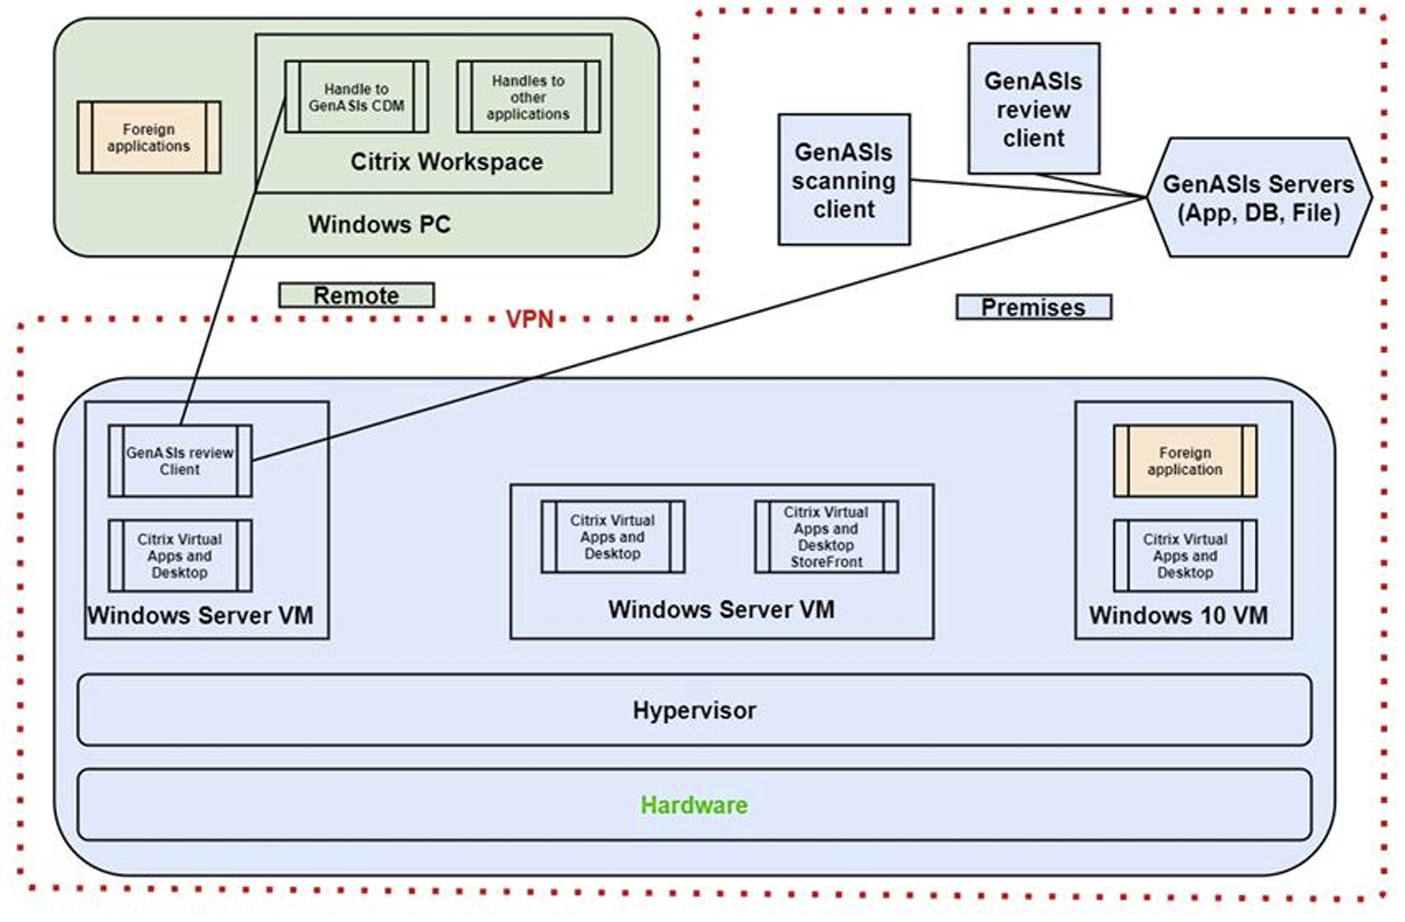 Foreign
applications
Handle to
GenASIs CDM
Handles to
other
applications
Citrix Workspace
Windows PC
Remote
VPN
GenASIs
scanning
client
GenASIs
review
client
GenASIs Servers
(App, DB, File)
Premises
GenASIs review
Client
Citrix Virtual
Apps and
Desktop
Windows Server VM
Citrix Virtual
Apps and
Desktop
Citrix Virtual
Apps and
Desktop
StoreFront
Windows Server VM
Foreign
application
Citrix Virtual
Apps and
Desktop
Windows 10 VM
Hypervisor
Hardware